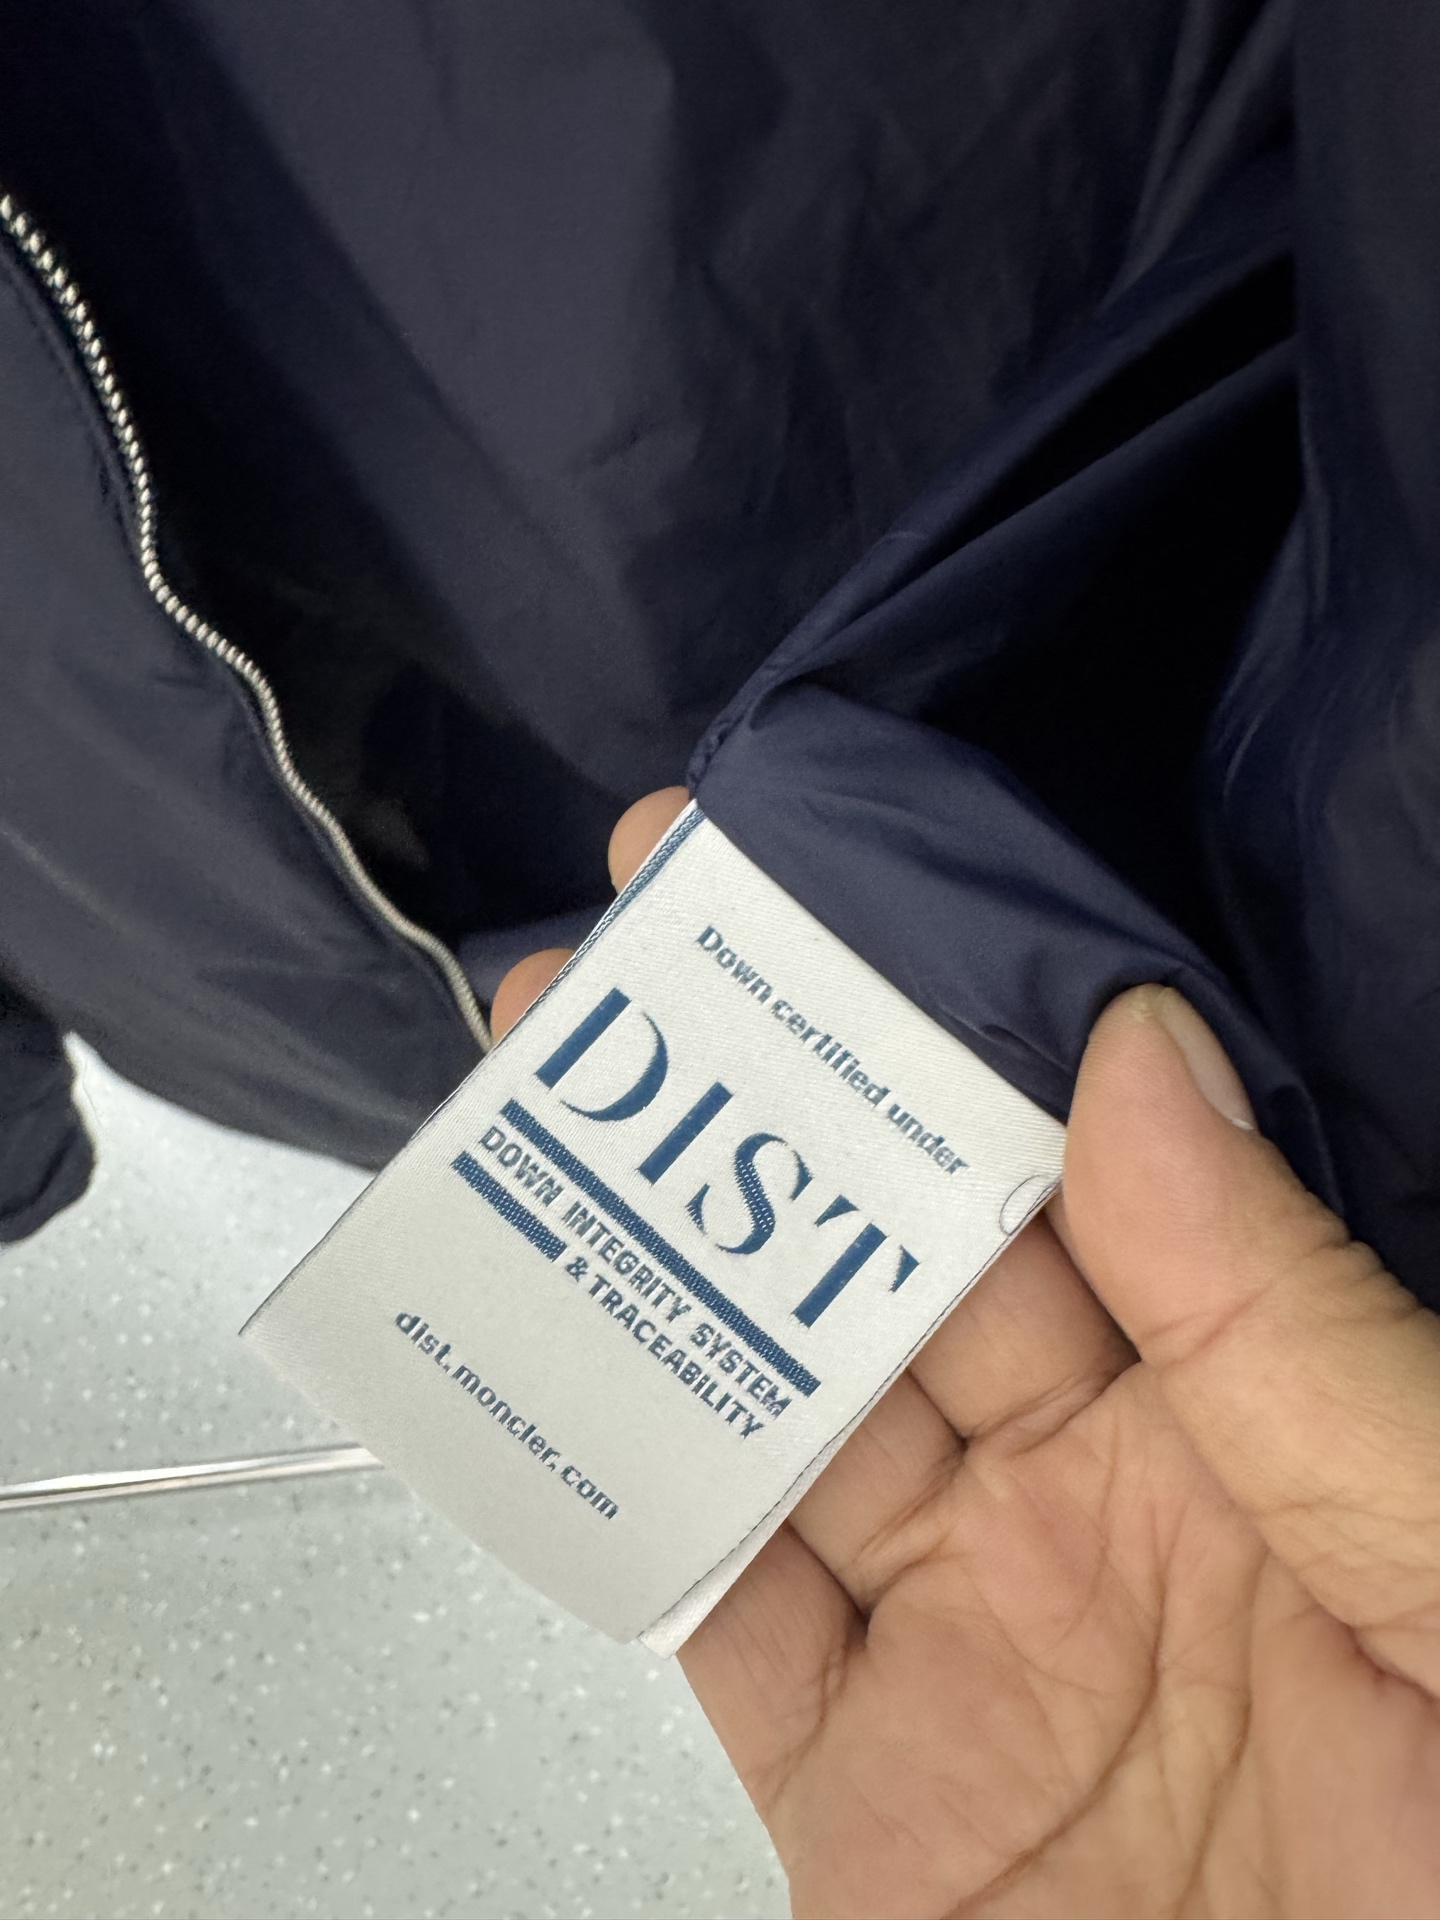 Down certified under
DIST
DOWN INTEGRITY SYSTEM
& TRACEABILITY
dist.moncler.com